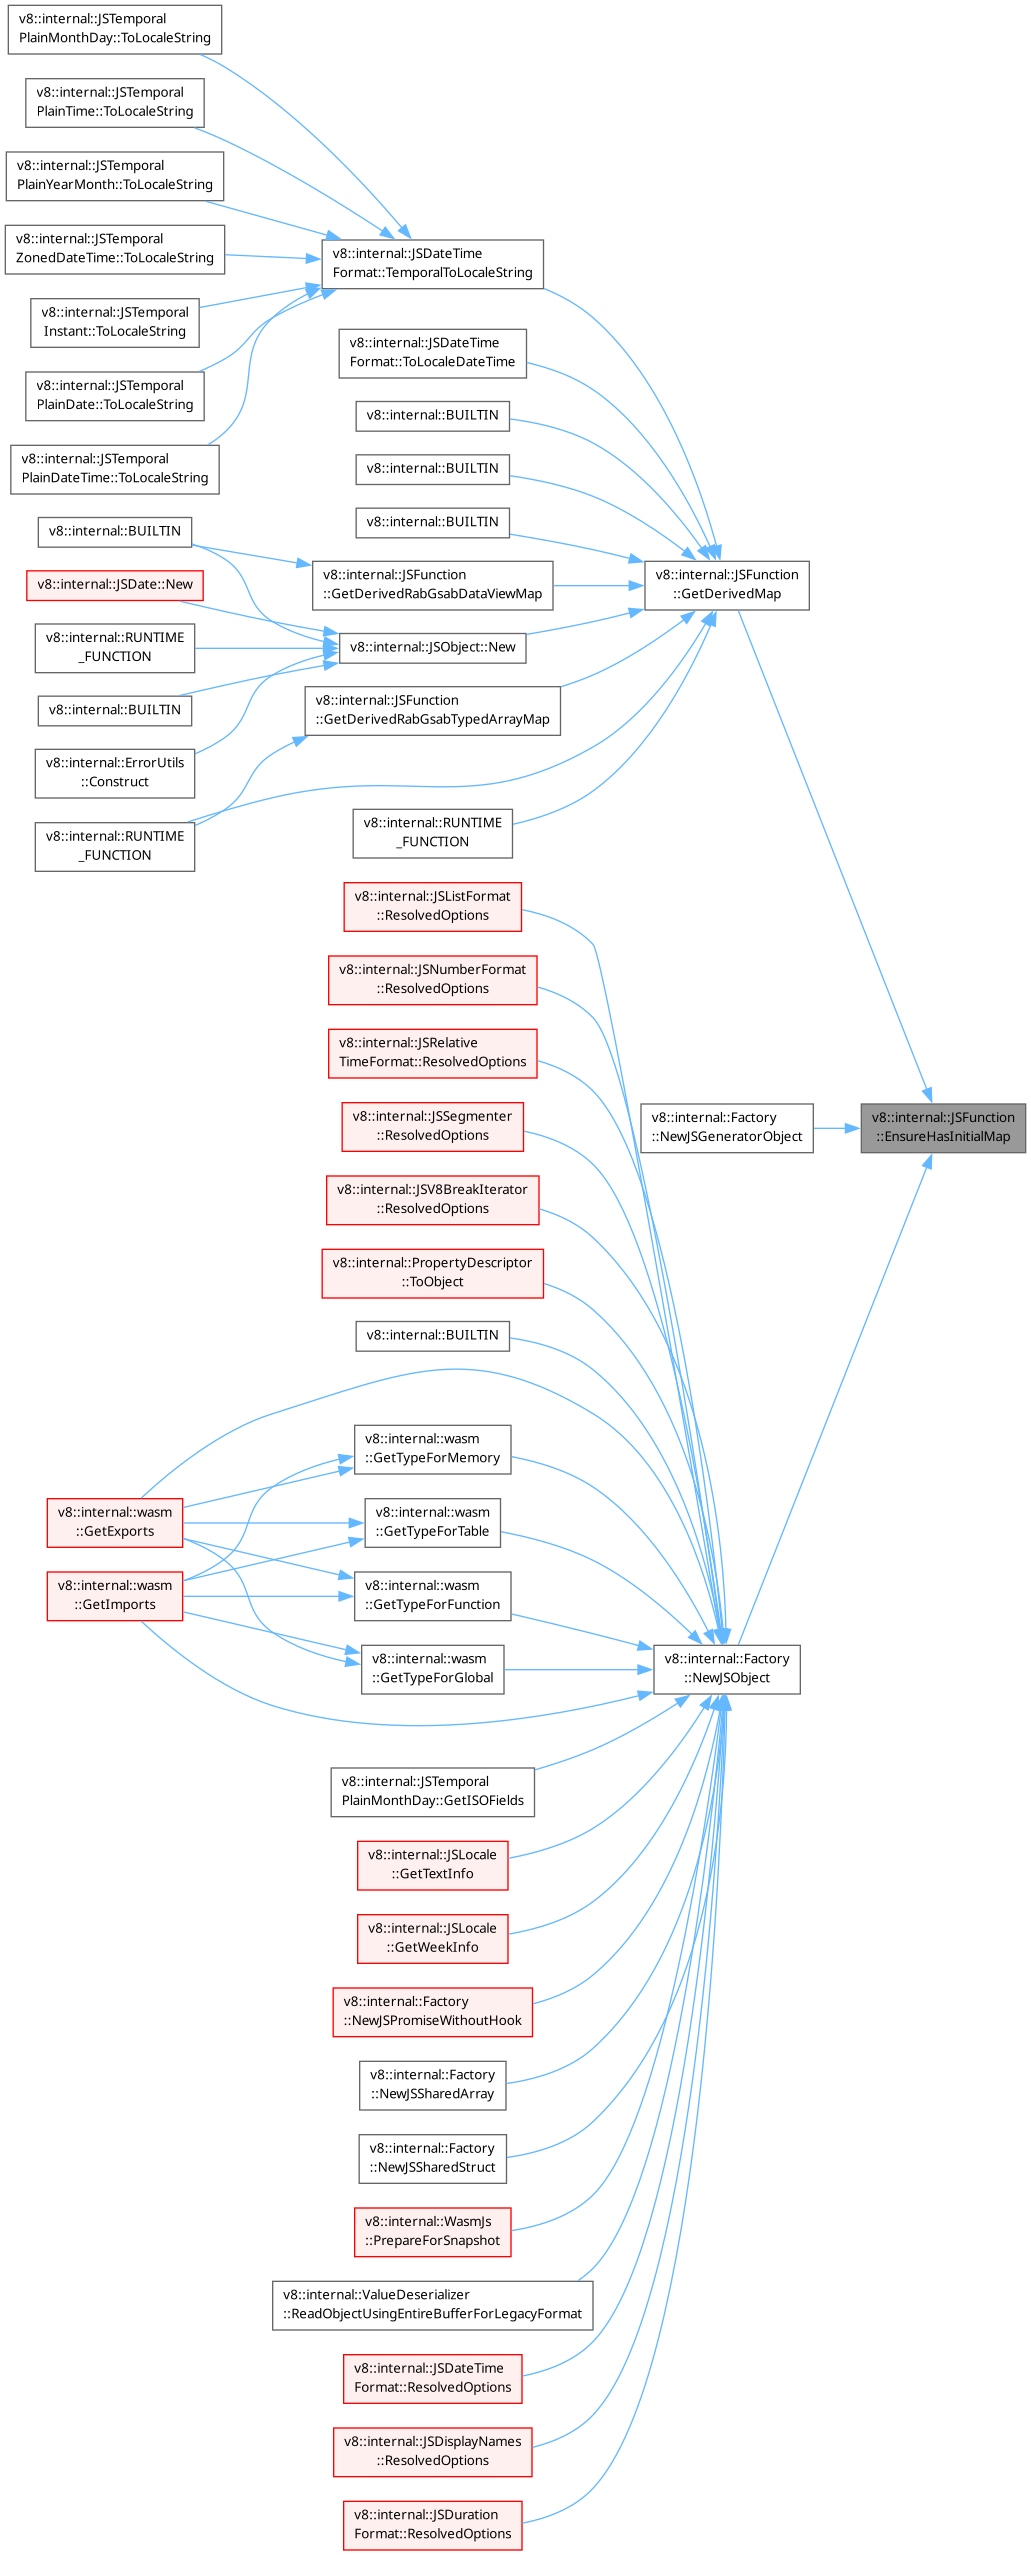 v8::internal::JSTemporal
PlainMonthDay::ToLocaleString
v8::internal::JSTemporal
PlainTime::ToLocaleString
v8::internal::JSTemporal
PlainYearMonth::ToLocaleString
v8::internal::JSTemporal
ZonedDateTime::ToLocaleString
v8::internal::JSTemporal
Instant::ToLocaleString
v8::internal::JSTemporal
PlainDate::ToLocaleString
v8::internal::JSTemporal
PlainDateTime::ToLocaleString
v8::internal::BUILTIN
v8::internal::JSDate::New
v8::internal::RUNTIME
_FUNCTION
v8::internal::BUILTIN
v8::internal::ErrorUtils
::Construct
v8::internal::RUNTIME
_FUNCTION
v8::internal::wasm
::GetExports
v8::internal::wasm
::GetImports
v8::internal::JSDateTime
Format::TemporalToLocaleString
v8::internal::JSDateTime
Format::ToLocaleDateTime
v8::internal::BUILTIN
v8::internal::BUILTIN
v8::internal::BUILTIN
v8::internal::JSFunction
::GetDerivedRabGsabDataViewMap
v8::internal::JSObject::New
v8::internal::JSFunction
::GetDerivedRabGsabTypedArrayMap
v8::internal::RUNTIME
_FUNCTION
v8::internal::JSListFormat
::ResolvedOptions
v8::internal::JSNumberFormat
::ResolvedOptions
v8::internal::JSRelative
TimeFormat::ResolvedOptions
v8::internal::JSSegmenter
::ResolvedOptions
v8::internal::JSV8BreakIterator
::ResolvedOptions
v8::internal::PropertyDescriptor
::ToObject
v8::internal::BUILTIN
v8::internal::wasm
::GetTypeForMemory
v8::internal::wasm
::GetTypeForTable
v8::internal::wasm
::GetTypeForFunction
v8::internal::wasm
::GetTypeForGlobal
v8::internal::JSTemporal
PlainMonthDay::GetISOFields
v8::internal::JSLocale
::GetTextInfo
v8::internal::JSLocale
::GetWeekInfo
v8::internal::Factory
::NewJSPromiseWithoutHook
v8::internal::Factory
::NewJSSharedArray
v8::internal::Factory
::NewJSSharedStruct
v8::internal::WasmJs
::PrepareForSnapshot
v8::internal::ValueDeserializer
::ReadObjectUsingEntireBufferForLegacyFormat
v8::internal::JSDateTime
Format::ResolvedOptions
v8::internal::JSDisplayNames
::ResolvedOptions
v8::internal::JSDuration
Format::ResolvedOptions
v8::internal::JSFunction
::GetDerivedMap
v8::internal::Factory
::NewJSGeneratorObject
v8::internal::Factory
::NewJSObject
v8::internal::JSFunction
::EnsureHasInitialMap